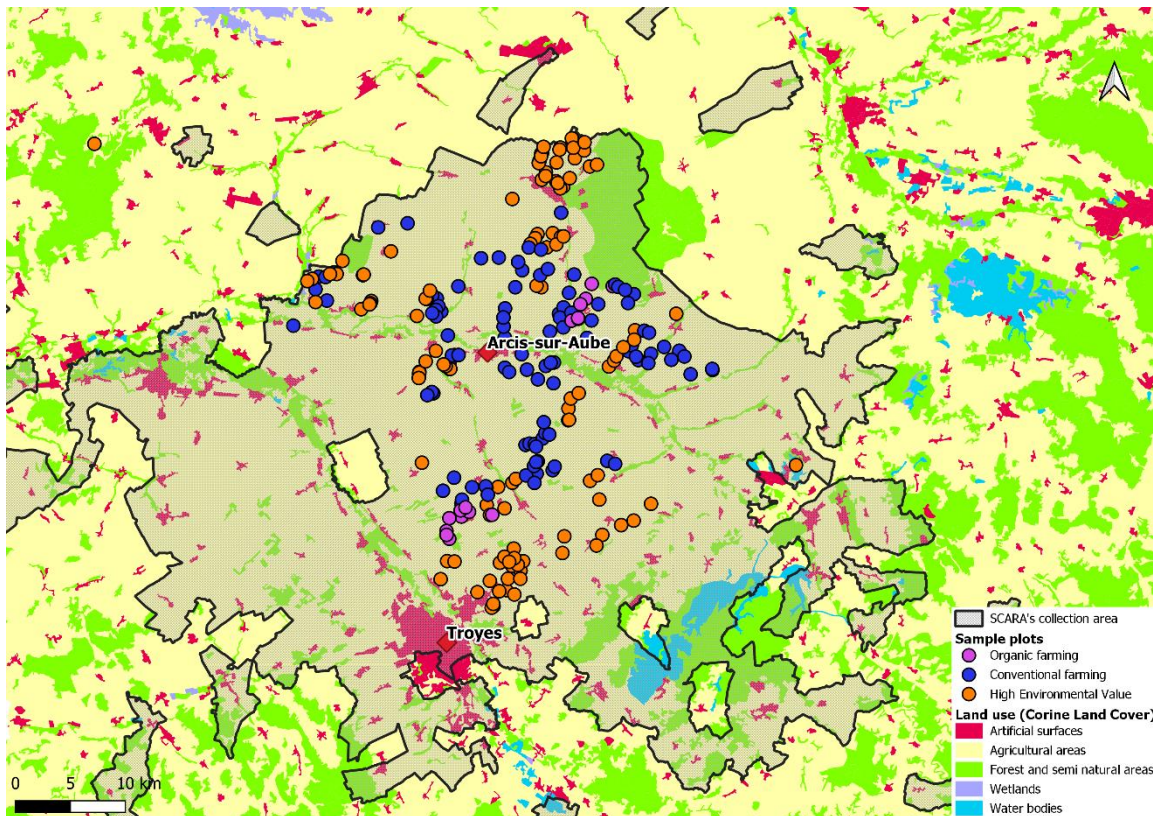 Arcis-sur-Aube
Troyes
0 5 10 km
SCARA's collection area
Sample plots
Organic farming
Conventional farming
High Environmental Value
Land use (Corine Land Cover)
Artificial surfaces
Agricultural areas
Forest and semi natural areas
Wetlands
Water bodies